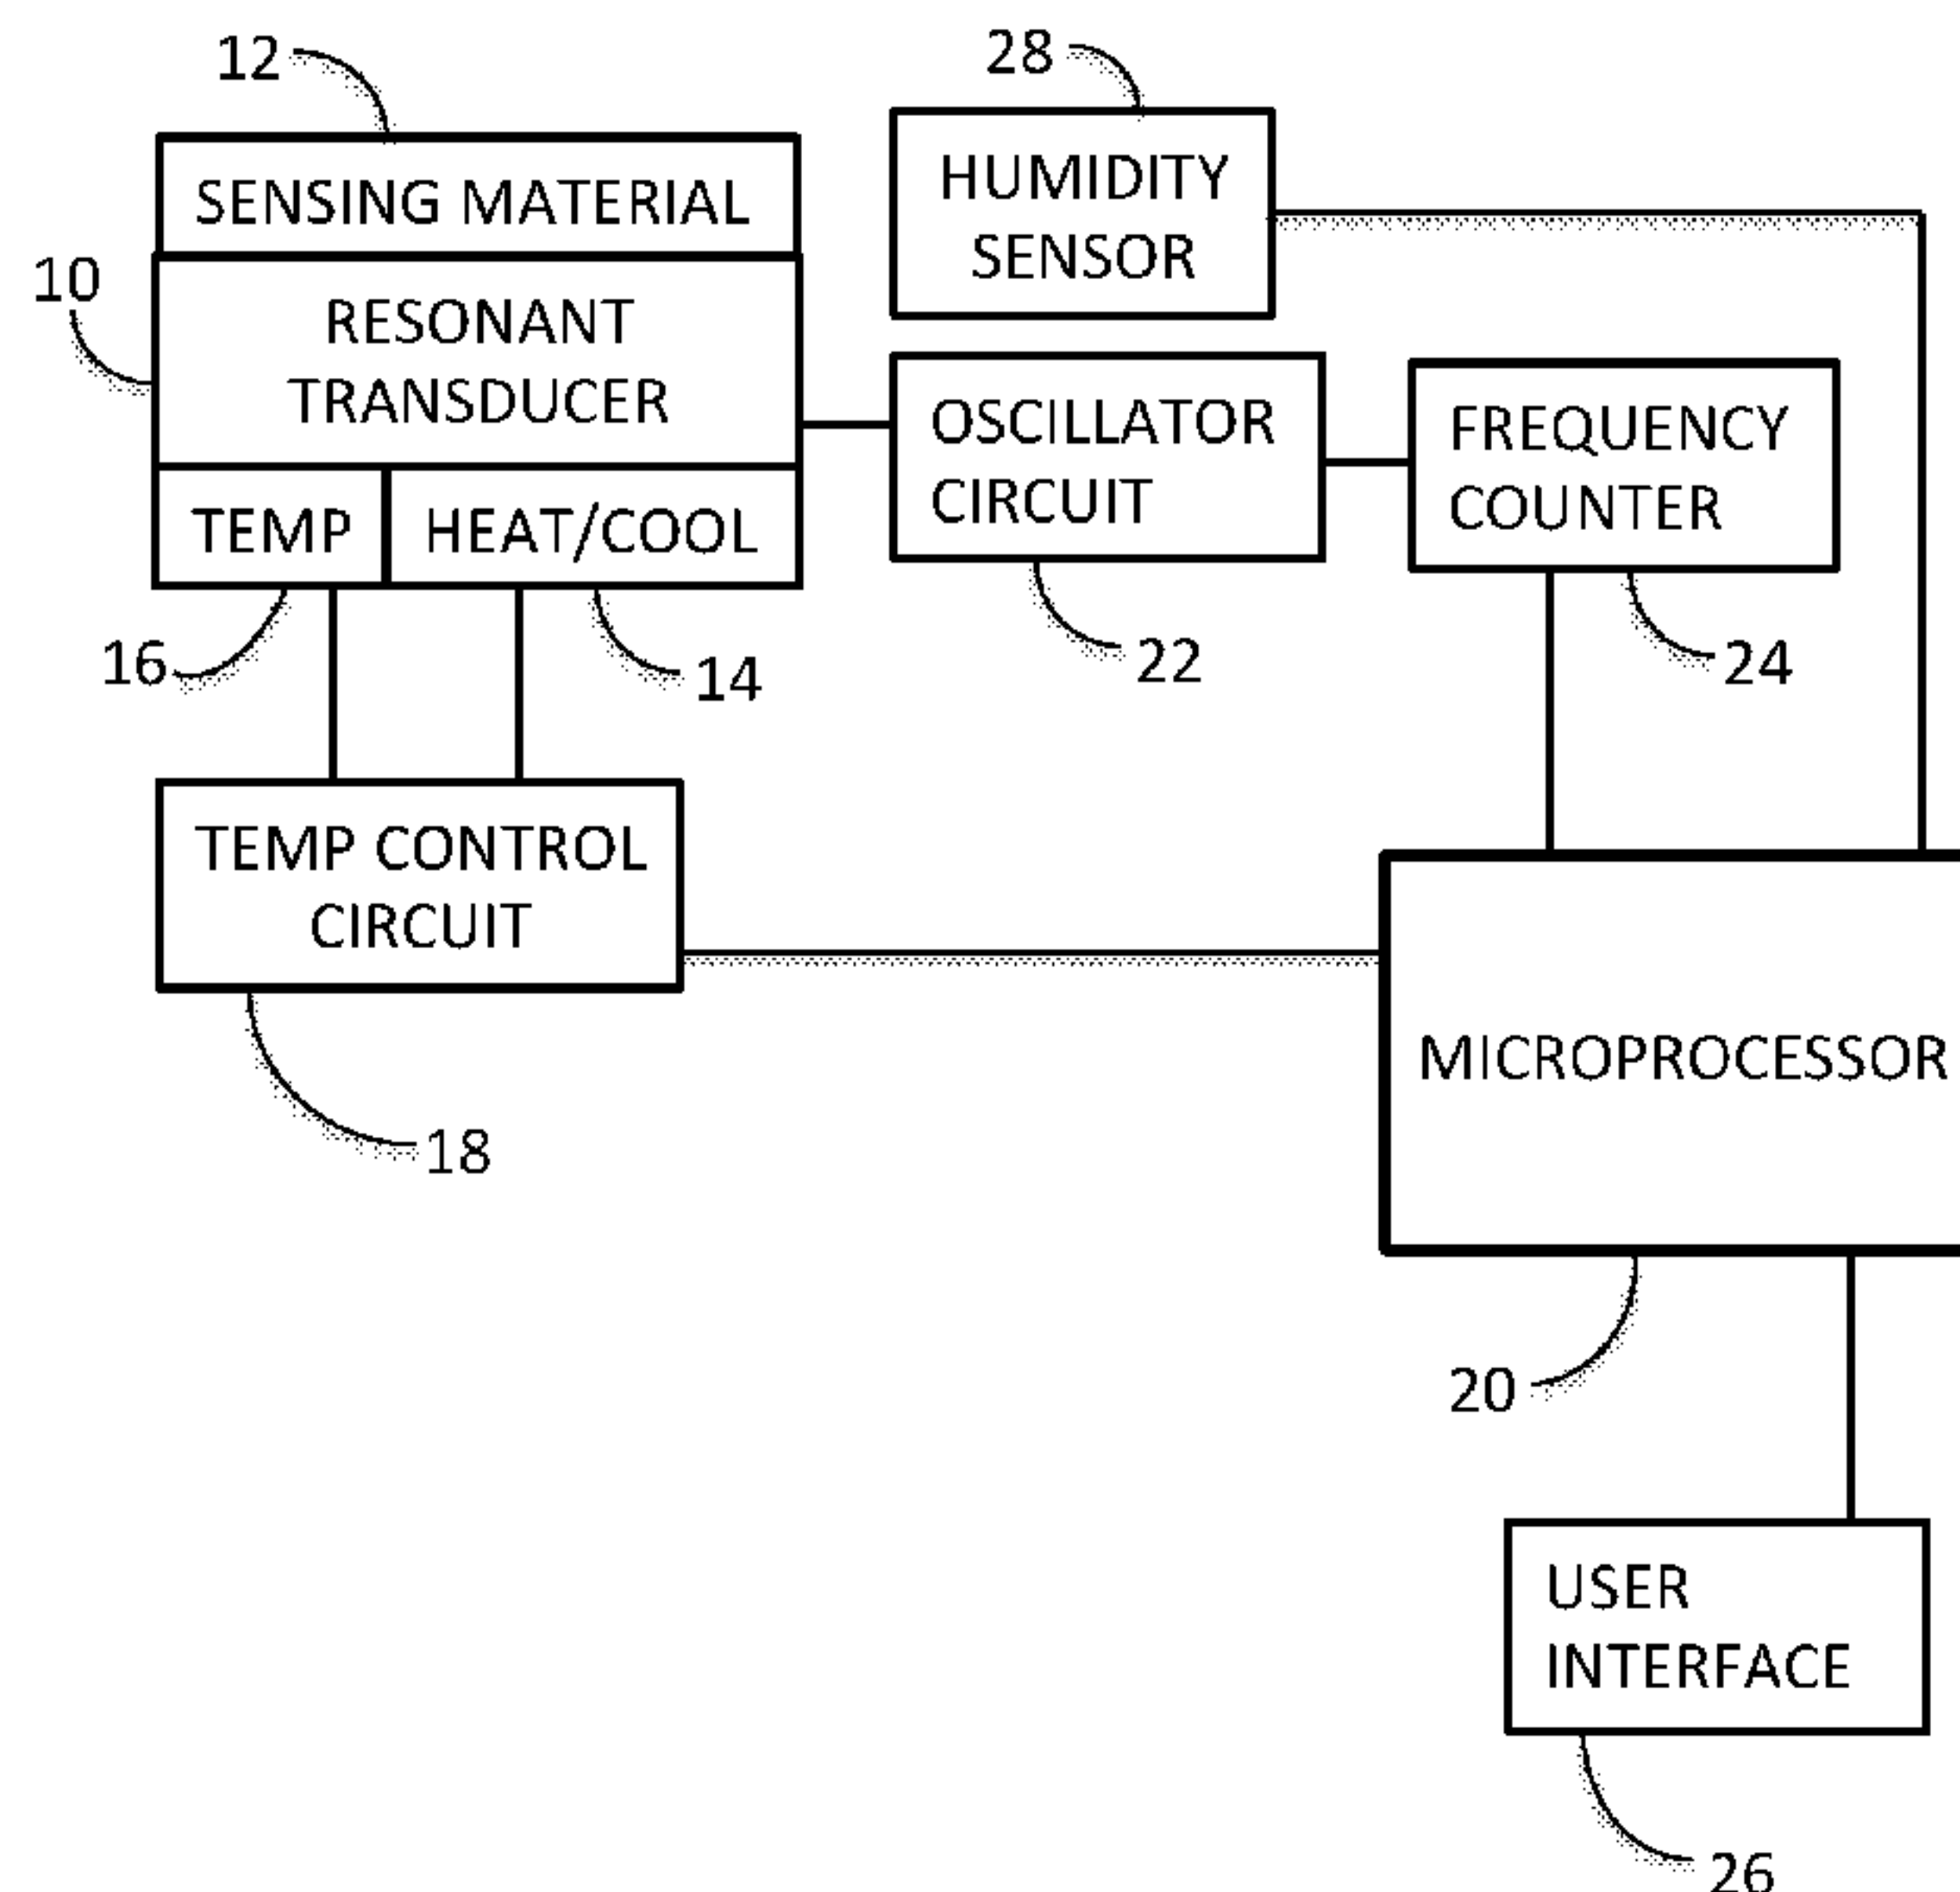 12
28
SENSING MATERIAL
HUMIDITY
SENSOR
10
RESONANT
TRANSDUCER
OSCILLATOR
CIRCUIT
FREQUENCY
COUNTER
TEMP
HEAT/COOL
16
14
22
24
TEMP CONTROL
CIRCUIT
18
MICROPROCESSOR
20
USER
INTERFACE
26